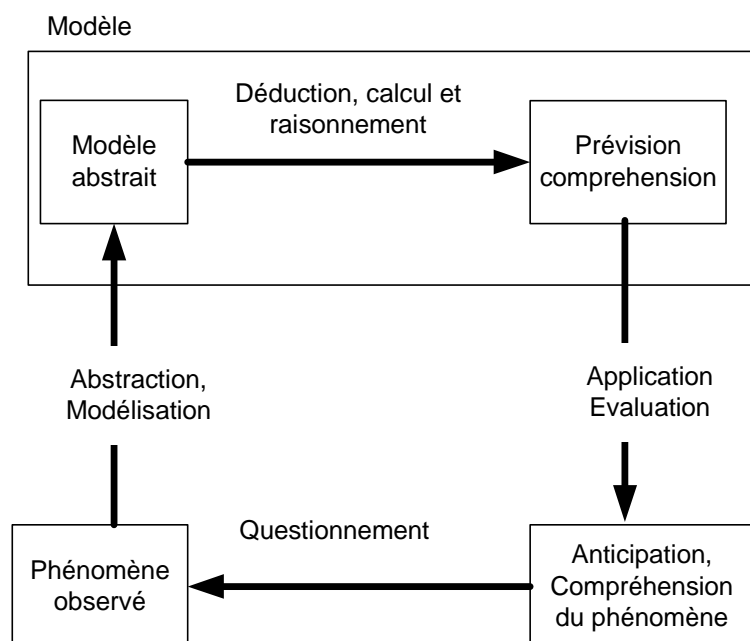 Modèle
Déduction, calcul et
raisonnement
Modèle
abstrait
Prévision
comprehension
Abstraction,
Modélisation
Application
Evaluation
Questionnement
Phénomène
observé
Anticipation,
Compréhension
du phénomène